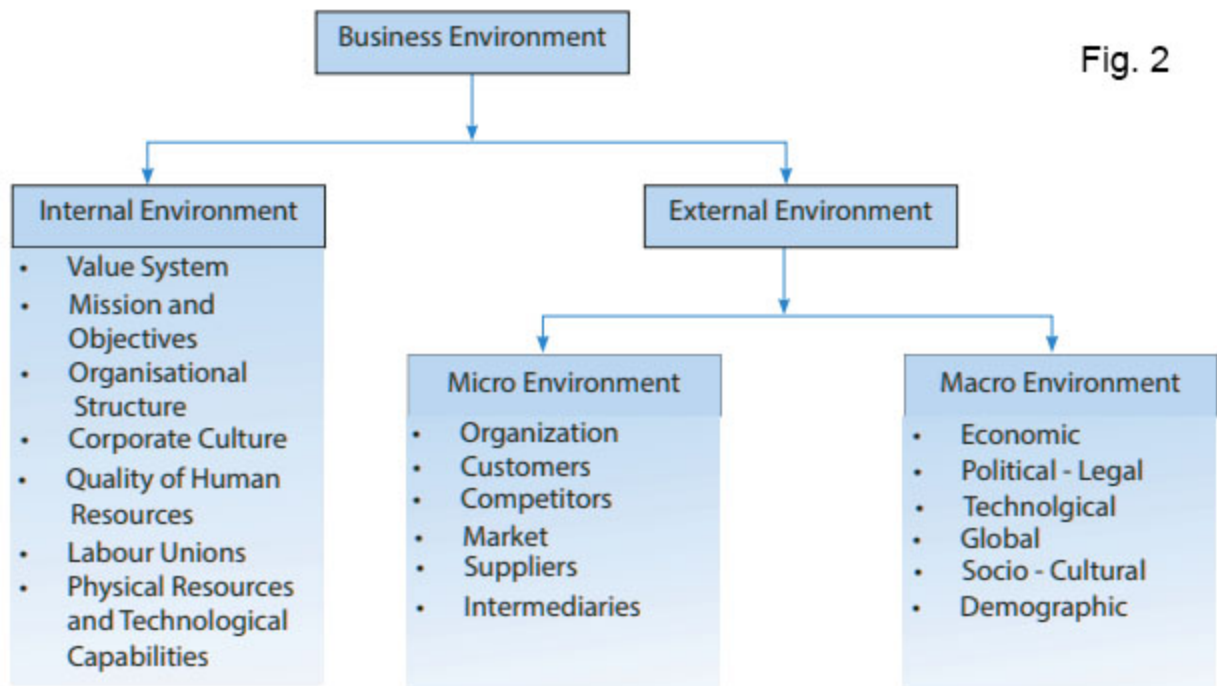 Business Environment
Fig. 2
Internal Environment
• Value System
• Mission and
Objectives
• Organisational
Structure
• Corporate Culture
• Quality of Human
Resources
• Labour Unions
• Physical Resources
and Technological
Capabilities
External Environment
Micro Environment
• Organization
• Customers
• Competitors
• Market
• Suppliers
• Intermediaries
Macro Environment
• Economic
• Political - Legal
• Technolgical
• Global
• Socio - Cultural
• Demographic